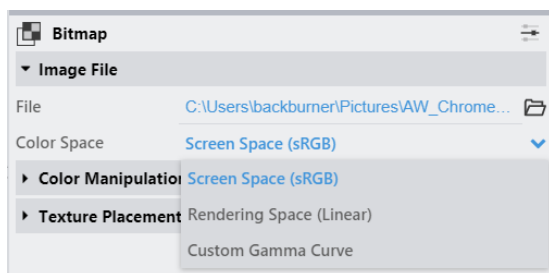 Bitmap
Image File
File C:\Users\backburner\Pictures\AW_Chrome...
Color Space Screen Space (sRGB)
Color Manipulatio Screen Space (sRGB)
Rendering Space (Linear)
Texture Placement
Custom Gamma Curve